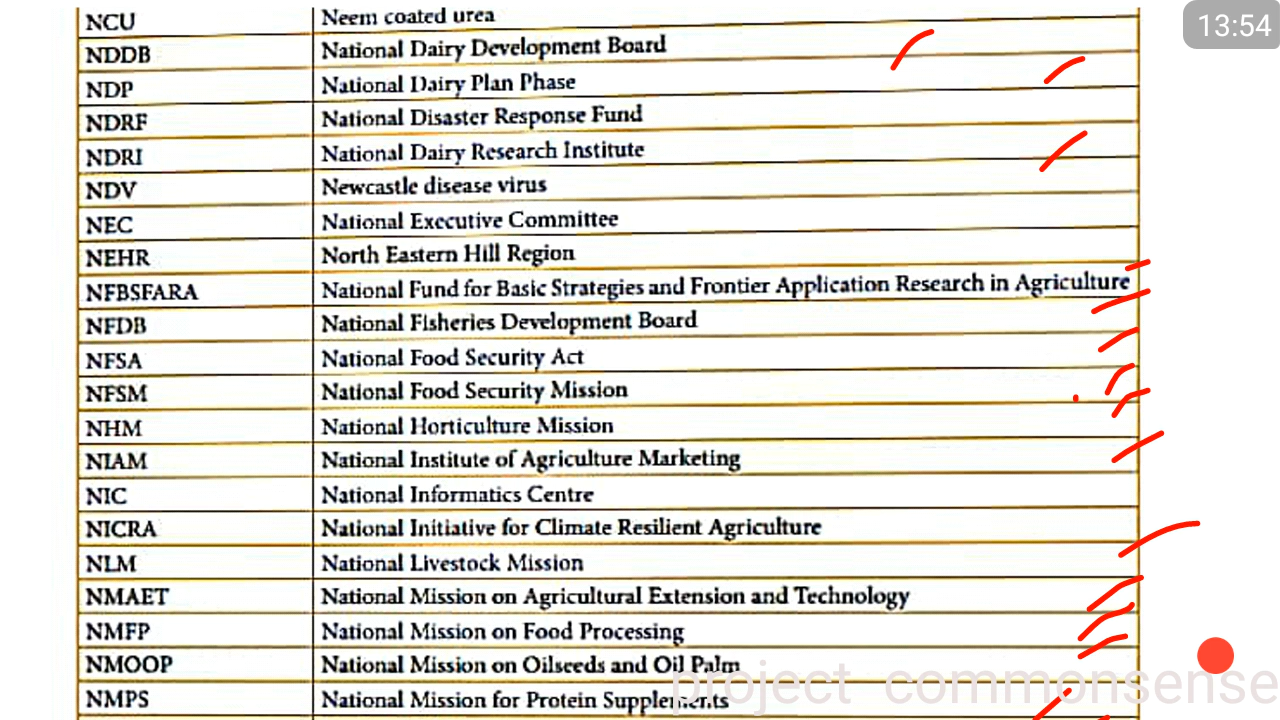 13:54
NCU Neem coated urea
NDDB National Dairy Development Board
NDP National Dairy Plan Phase
NDRF National Disaster Response Fund
NDRI National Dairy Research Institute
NDV Newcastle disease virus
NEC National Executive Committee
NEHR North Eastern Hill Region
NFBSFARA National Fund for Basic Strategies and Frontier Application Research in Agriculture
NFDB National Fisheries Development Board
NFSA National Food Security Act
NFSM National Food Security Mission
NHM National Horticulture Mission
NIAM National Institute of Agriculture Marketing
NIC National Informatics Centre
NICRA National Initiative for Climate Resilient Agriculture
NLM National Livestock Mission
NMAET National Mission on Agricultural Extension and Technology
NMFP National Mission on Food Processing
NMOOP National Mission on Oilseeds and Oil Palm
NMPS National Mission for Protein Supplements
project commonsense